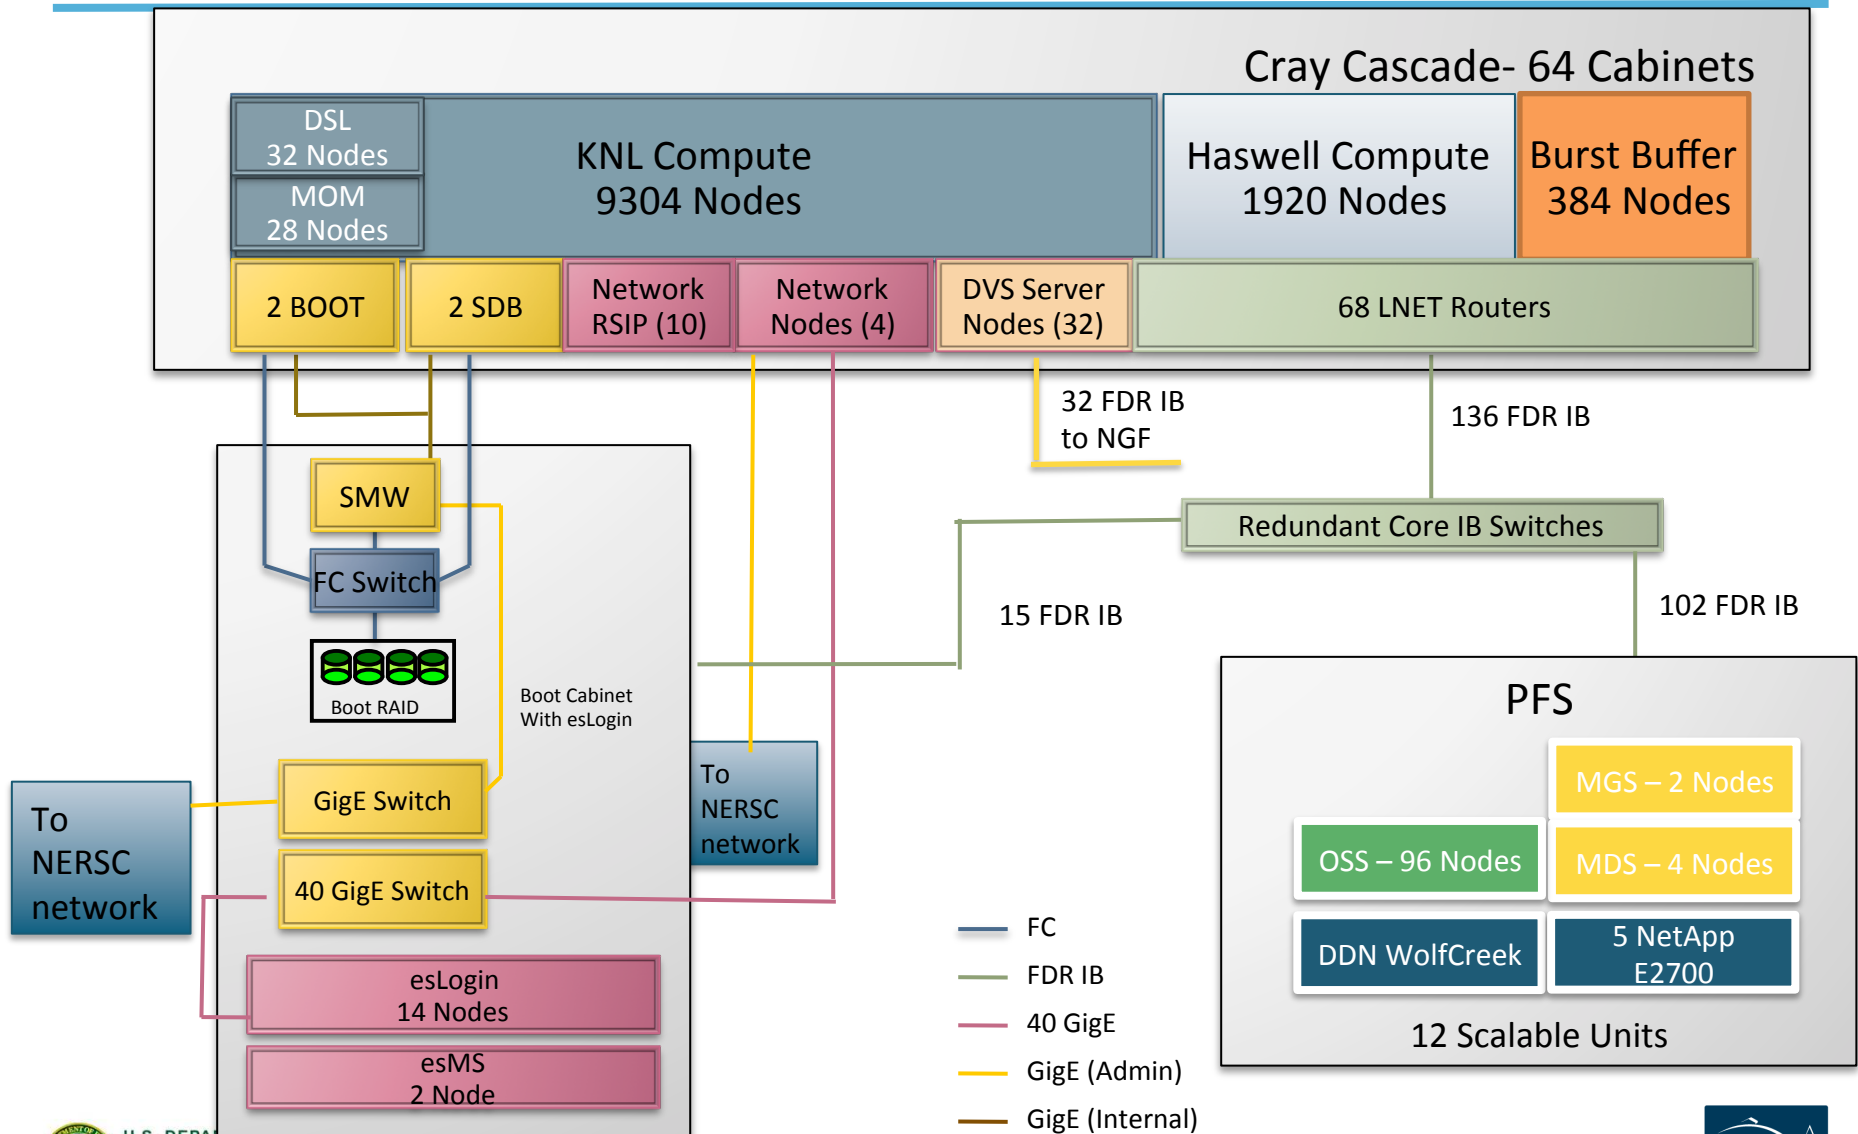 Cray Cascade- 64 Cabinets
DSL
32 Nodes
MOM
28 Nodes
KNL Compute
9304 Nodes
Haswell Compute
1920 Nodes
Burst Buffer
384 Nodes
2 BOOT
2 SDB
Network
RSIP (10)
Network
Nodes (4)
DVS Server
Nodes (32)
68 LNET Routers
32 FDR IB
to NGF
136 FDR IB
SMW
Redundant Core IB Switches
FC Switch
15 FDR IB
102 FDR IB
Boot RAID
Boot Cabinet
With esLogin
PFS
To
NERSC
network
GigE Switch
To
NERSC
network
40 GigE Switch
MGS – 2 Nodes
OSS – 96 Nodes
MDS – 4 Nodes
DDN WolfCreek
5 NetApp
E2700
12 Scalable Units
esLogin
14 Nodes
esMS
2 Node
FC
FDR IB
40 GigE
GigE (Admin)
GigE (Internal)